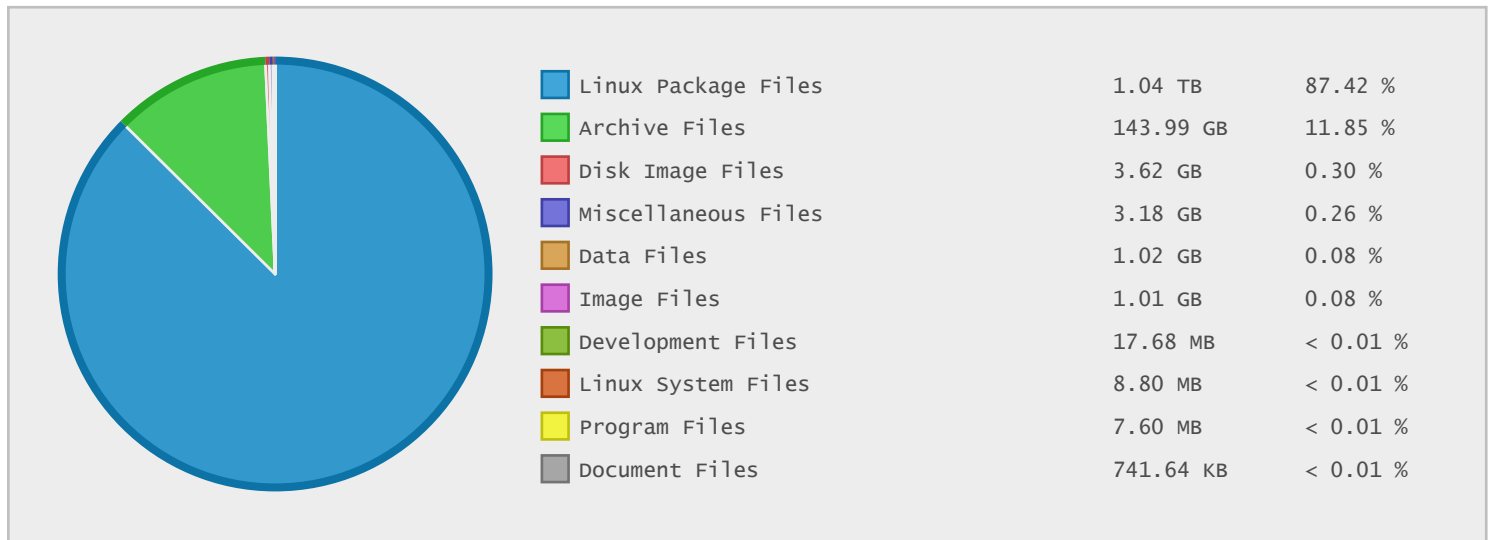 Linux Package Files 1.04 TB 87.42 %
Archive Files 143.99 GB 11.85 %
Disk Image Files 3.62 GB 0.30 %
Miscellaneous Files 3.18 GB 0.26 %
Data Files 1.02 GB 0.08 %
Image Files 1.01 GB 0.08 %
Development Files 17.68 MB < 0.01 %
Linux System Files 8.80 MB < 0.01 %
Program Files 7.60 MB < 0.01 %
Document Files 741.64 KB < 0.01 %